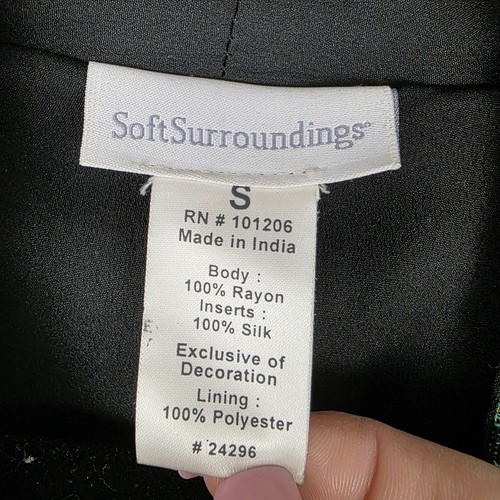 SoftSurroundings
S
RN # 101206
Made in India
Body :
100% Rayon
Inserts :
100% Silk
Exclusive of
Decoration
Lining :
100% Polyester
# 24296